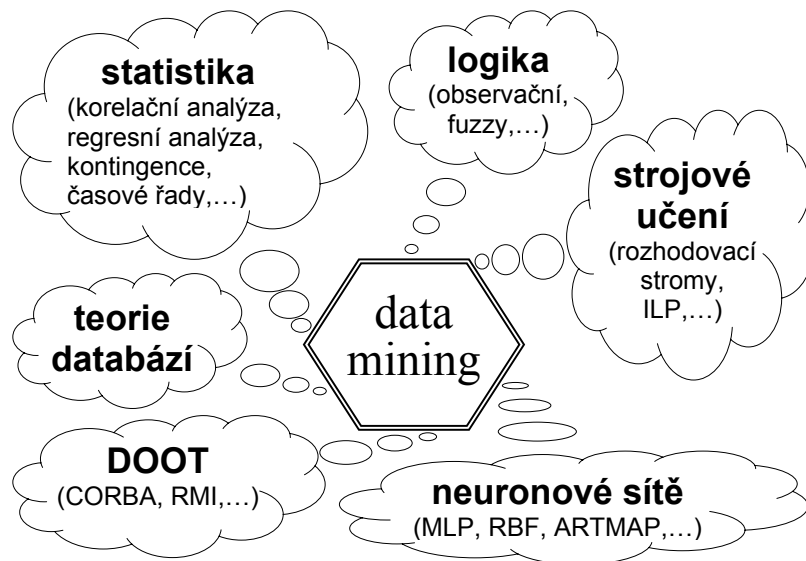 statistika
(korelační analýza,
regresní analýza,
kontingence,
časové řady,…)
logika
(observační,
fuzzy,…)
strojové
učení
(rozhodovací
stromy,
ILP,…)
teorie
databází
data
mining
DOOT
(CORBA, RMI,…)
neuronové sítě
(MLP, RBF, ARTMAP,…)